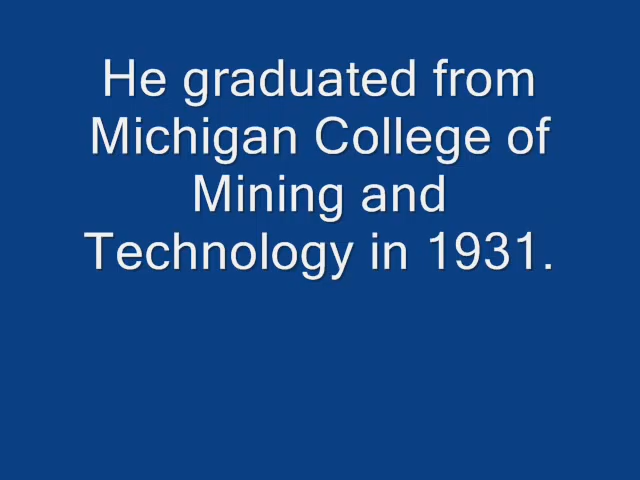 He graduated from
Michigan College of
Mining and
Technology in 1931.